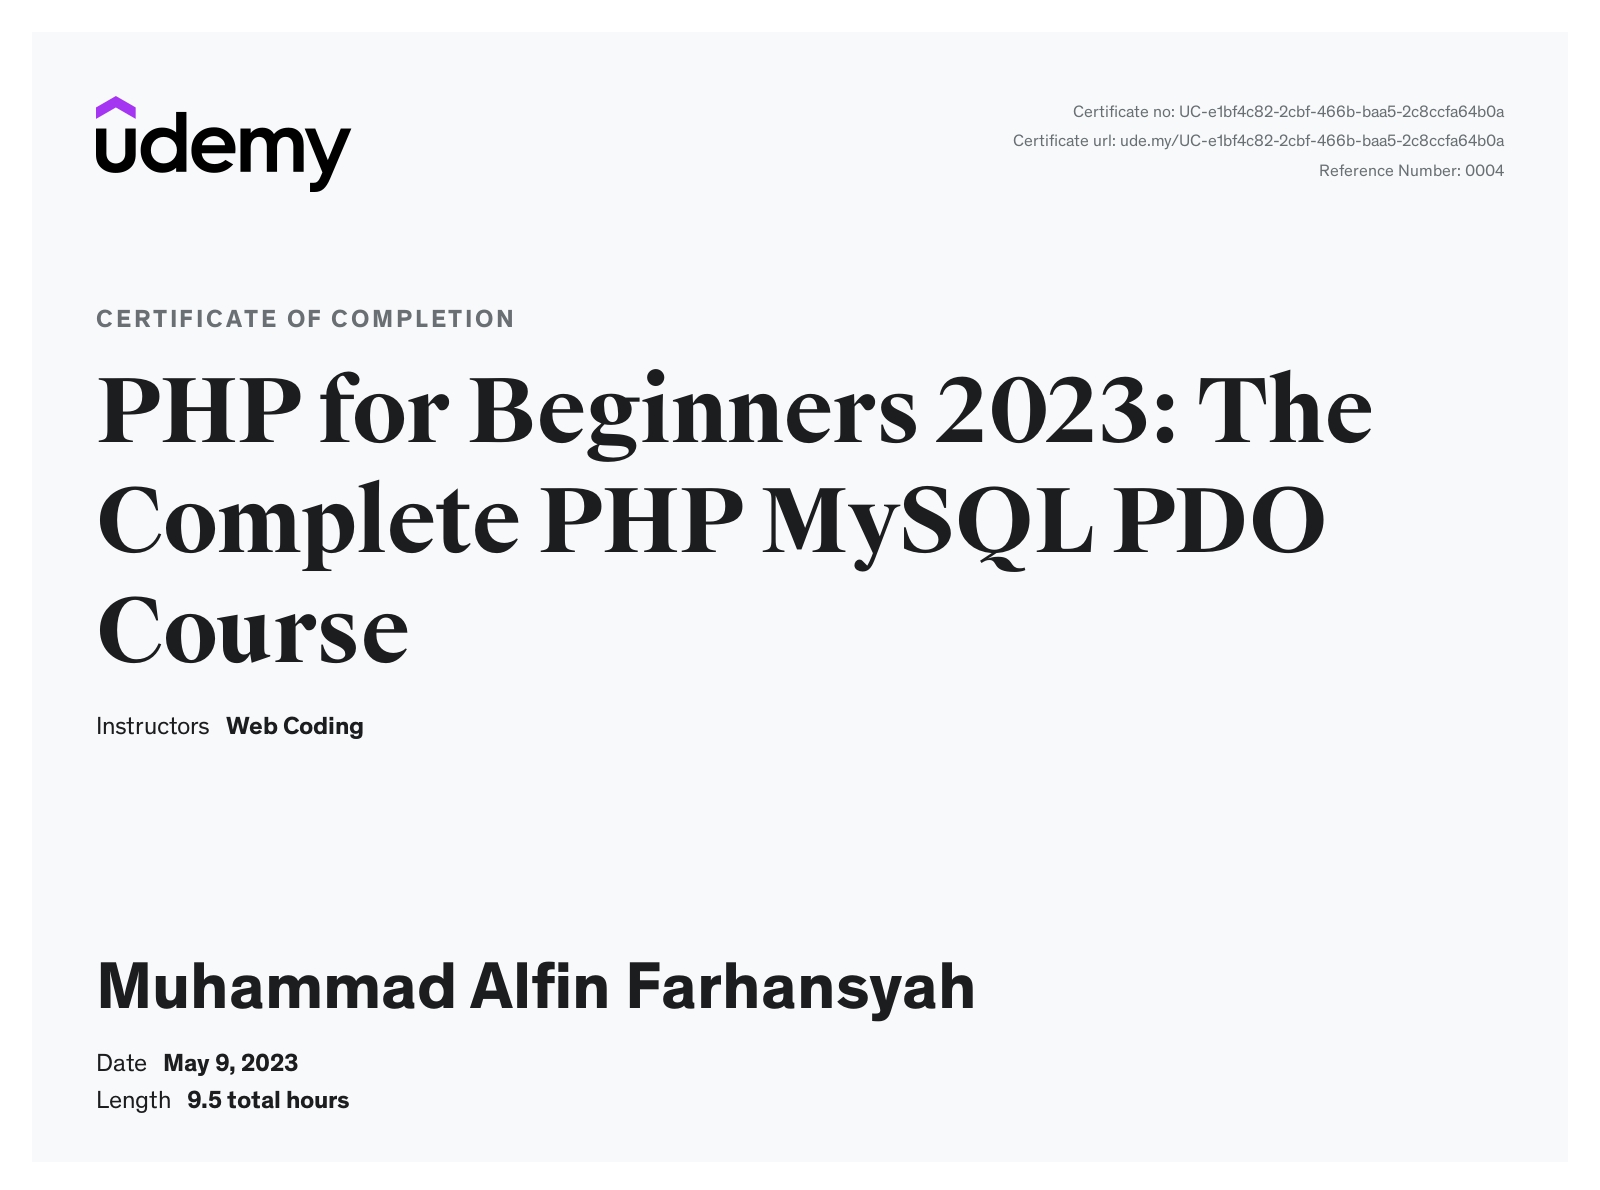 udemy
Certificate no: UC-e1bf4c82-2cbf-466b-baa5-2c8ccfa64b0a
Certificate url: ude.my/UC-e1bf4c82-2cbf-466b-baa5-2c8ccfa64b0a
Reference Number: 0004
CERTIFICATE OF COMPLETION
PHP for Beginners 2023: The
Complete PHP MySQL PDO
Course
Instructors Web Coding
Muhammad Alfin Farhansyah
Date May 9, 2023
Length 9.5 total hours